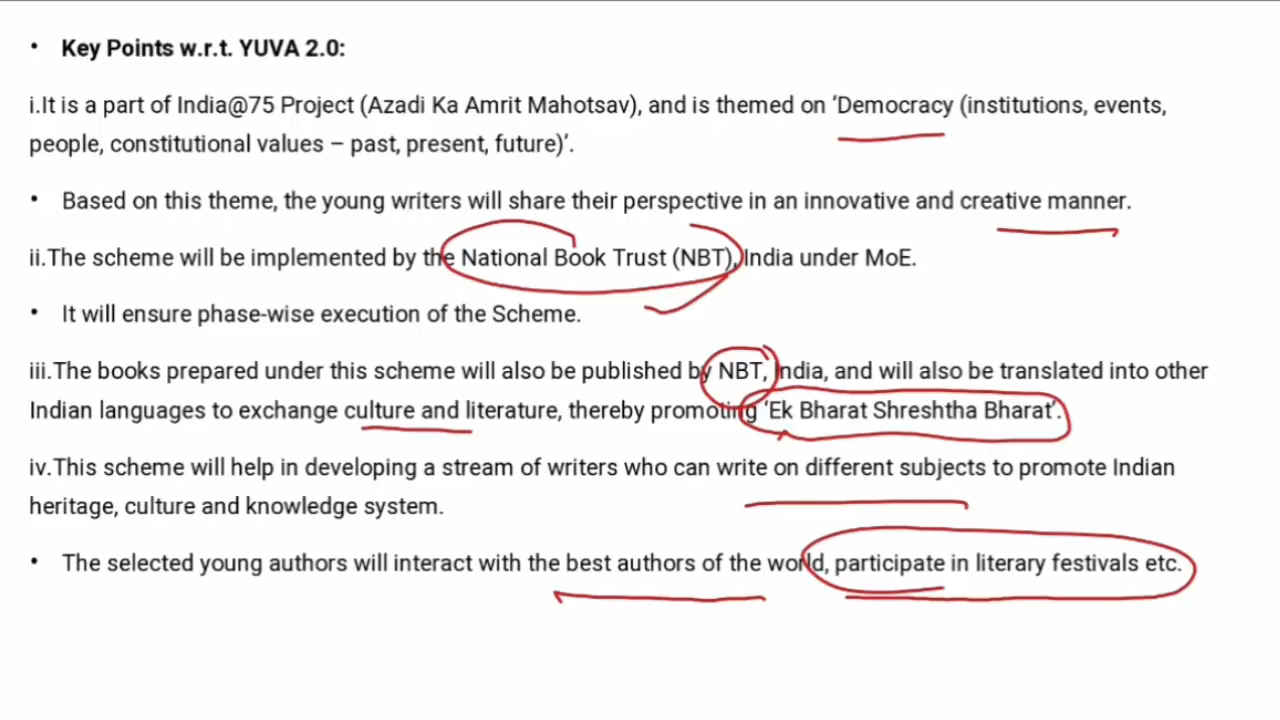 • Key Points w.r.t. YUVA 2.0:
i.It is a part of India@75 Project (Azadi Ka Amrit Mahotsav), and is themed on ‘Democracy (institutions, events,
people, constitutional values – past, present, future)’.
• Based on this theme, the young writers will share their perspective in an innovative and creative manner.
ii.The scheme will be implemented by the National Book Trust (NBT), India under MoE.
• It will ensure phase-wise execution of the Scheme.
iii.The books prepared under this scheme will also be published by NBT, India, and will also be translated into other
Indian languages to exchange culture and literature, thereby promoting ‘Ek Bharat Shreshtha Bharat’.
iv.This scheme will help in developing a stream of writers who can write on different subjects to promote Indian
heritage, culture and knowledge system.
• The selected young authors will interact with the best authors of the world, participate in literary festivals etc.